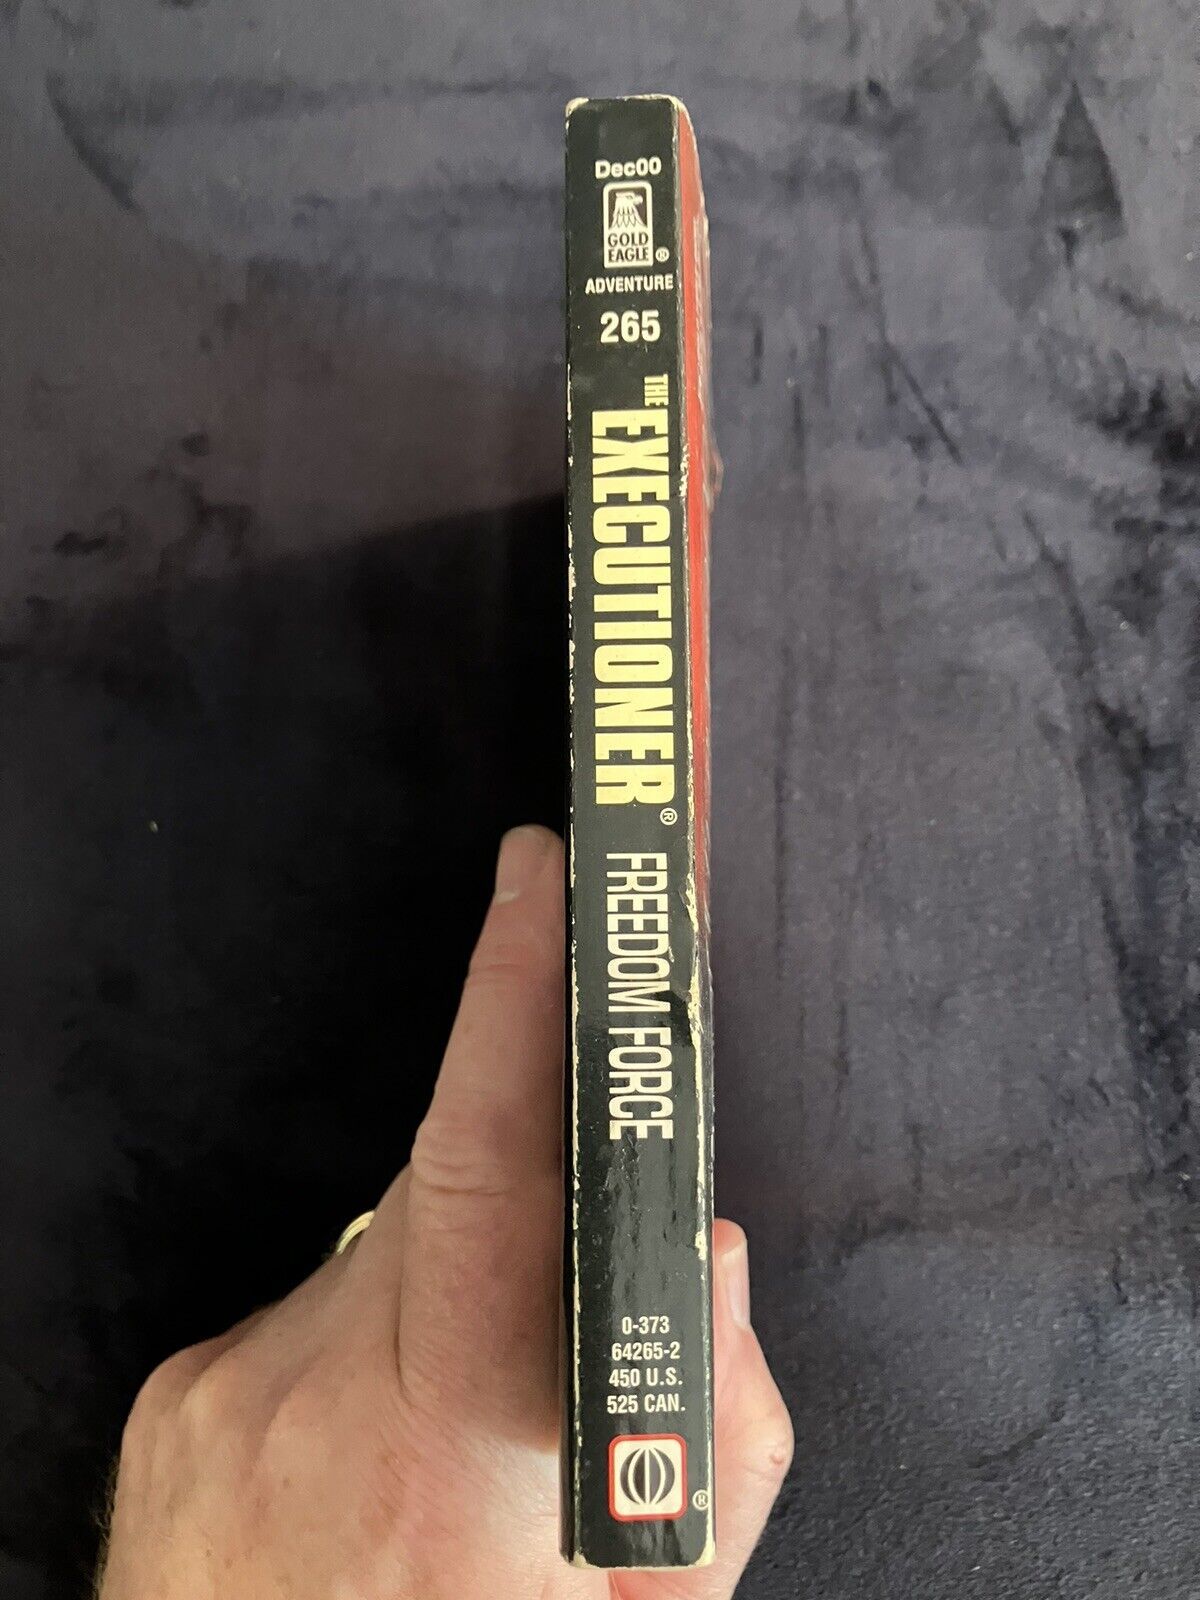 Dec00
GOLD
EAGLE®
ADVENTURE
265
THE
EXECUTIONER®
FREEDOM FORCE
0-373
64265-2
450 U.S.
525 CAN.
®